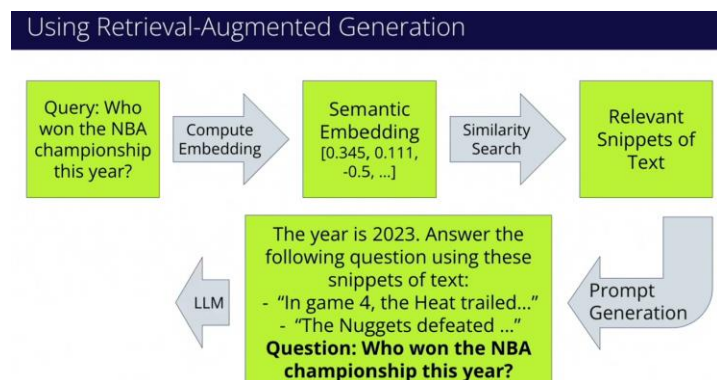 Using Retrieval-Augmented Generation
Query: Who
won the NBA
championship
this year?
Compute
Embedding
Semantic
Embedding
[0.345, 0.111,
-0.5, ...]
Similarity
Search
Relevant
Snippets of
Text
Prompt
Generation
The year is 2023. Answer the
following question using these
snippets of text:
- “In game 4, the Heat trailed...”
- “The Nuggets defeated ...”
Question: Who won the NBA
championship this year?
LLM